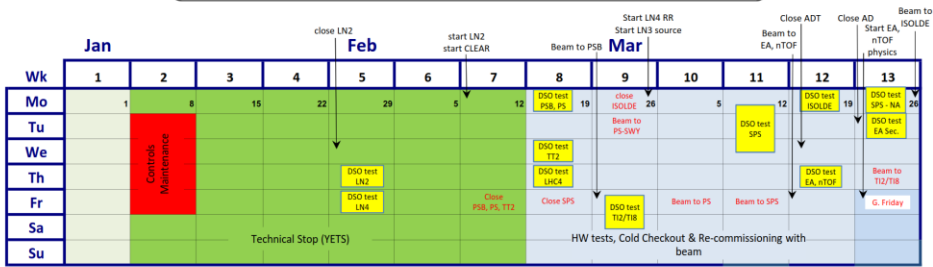 Beam to
ISOLDE
Start LN4 RR
Start LN3 source
Close ADT
Close AD
close LN2
start LN2
start CLEAR
Beam to
EA, nTOF
Start EA,
nTOF
physics
Jan
Feb
Beam to PSB
Mar
Wk 1 2 3 4 5 6 7 8 9 10 11 12 13
Mo 1 8 15 22 29 5 12 DSO test
PSB, PS 19 close
ISOLDE 26 5 12 DSO test
ISOLDE 19 DSO test
SPS - NA 26
Tu Beam to
PS-SWY DSO test
SPS DSO test
EA Sec.
Controls
Maintenance
We DSO test
TT2
Th DSO test
LN2 DSO test
LHC4 DSO test
EA, nTOF Beam to
TI2/TI8
Fr DSO test
LN4 Close
PSB, PS, TT2 Close SPS DSO test
TI2/TI8 Beam to PS Beam to SPS G. Friday
Sa
Technical Stop (YETS)
HW tests, Cold Checkout & Re-commissioning with
beam
Su